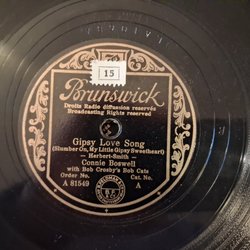 15
Brunswick
Droits Radio diffusion reservés
Broadcasting Rights reserved
Gipsy Love Song
(Slumber On, My Little Gipsy Sweetheart)
- Herbert-Smith -
Connie Boswell
with Bob Crosby's Bob Cats
Order No. Cat. No.
A 81549 A